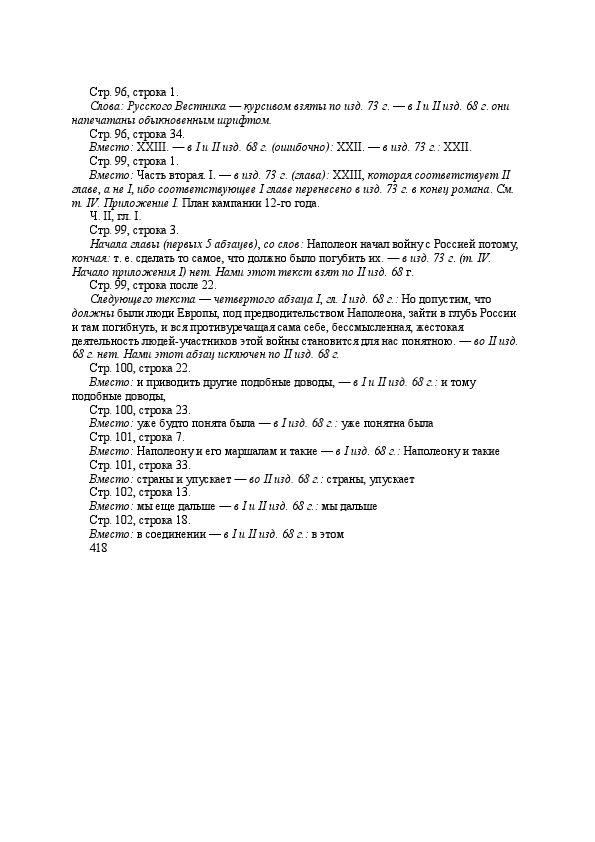 Стр. 96, строка 1.
Слова: Русского Вестника — курсивом взяты по изд. 73 г. — в I и II изд. 68 г. они
напечатаны обыкновенным шрифтом.
Стр. 96, строка 34.
Вместо: XXIII. — в I и II изд. 68 г. (ошибочно): XXII. — в изд. 73 г.: XXII.
Стр. 99, строка 1.
Вместо: Часть вторая. I. — в изд. 73 г. (глава): XXIII, которая соответствует II
главе, а не I, ибо соответствующее I главе перенесено в изд. 73 г. в конец романа. См.
т. IV. Приложение I. План кампании 12-го года.
Ч. II, гл. I.
Стр. 99, строка 3.
Начала главы (первых 5 абзацев), со слов: Наполеон начал войну с Россией потому,
кончая: т. е. сделать то самое, что должно было погубить их. — в изд. 73 г. (т. IV.
Начало приложения I) нет. Нами этот текст взят по II изд. 68 г.
Стр. 99, строка после 22.
Следующего текста — четвертого абзаца I, гл. I изд. 68 г.: Но допустим, что
должны были люди Европы, под предводительством Наполеона, зайти в глубь России
и там погибнуть, и вся противуречащая сама себе, бессмысленная, жестокая
деятельность людей-участников этой войны становится для нас понятною. — во II изд.
68 г. нет. Нами этот абзац исключен по II изд. 68 г.
Стр. 100, строка 22.
Вместо: и приводить другие подобные доводы, — в I и II изд. 68 г.: и тому
подобные доводы,
Стр. 100, строка 23.
Вместо: уже будто понята была — в I изд. 68 г.: уже понятна была
Стр. 101, строка 7.
Вместо: Наполеону и его маршалам и такие — в I изд. 68 г.: Наполеону и такие
Стр. 101, строка 33.
Вместо: страны и упускает — во II изд. 68 г.: страны, упускает
Стр. 102, строка 13.
Вместо: мы еще дальше — в I и II изд. 68 г.: мы дальше
Стр. 102, строка 18.
Вместо: в соединении — в I и II изд. 68 г.: в этом
418